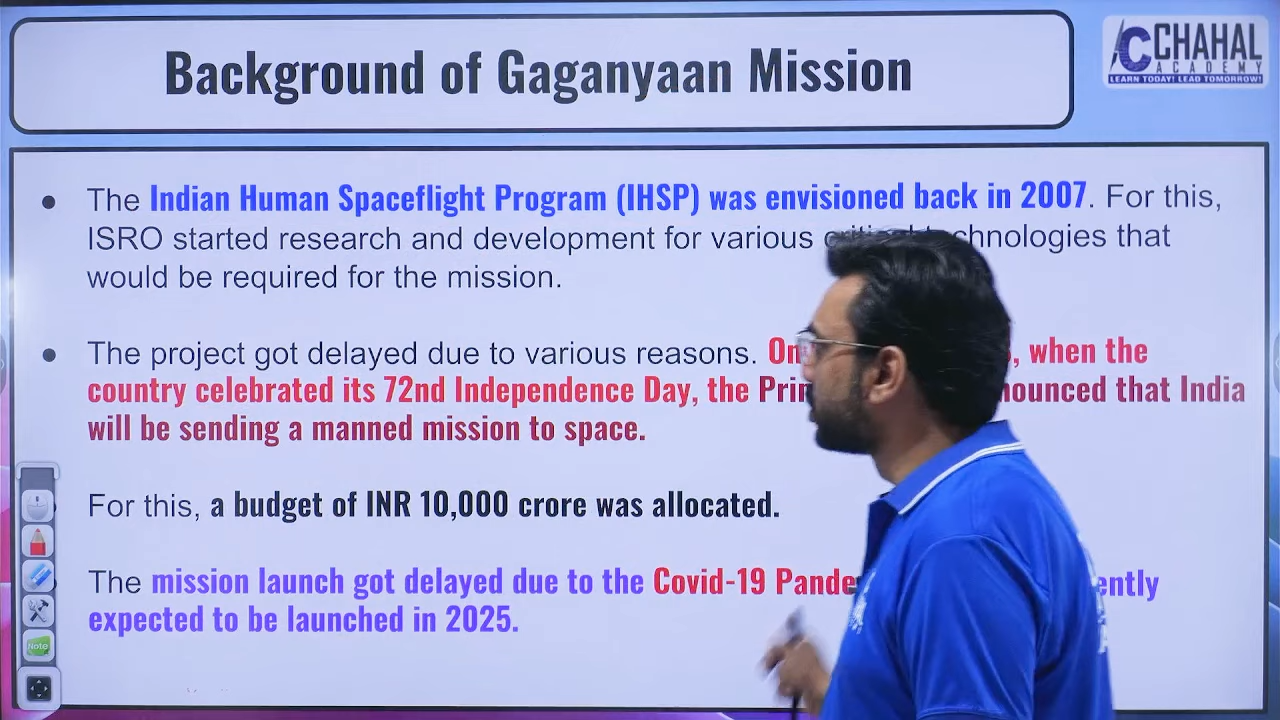 Background of Gaganyaan Mission
CHAHAL
ACADEMY
LEARN TODAY! LEAD TOMORROW!
The Indian Human Spaceflight Program (IHSP) was envisioned back in 2007. For this,
ISRO started research and development for various critical technologies that
would be required for the mission.
The project got delayed due to various reasons. On , when the
country celebrated its 72nd Independence Day, the that India
will be sending a manned mission to space.
For this, a budget of INR 10,000 crore was allocated.
The mission launch got delayed due to the Covid-19
expected to be launched in 2025.
Note